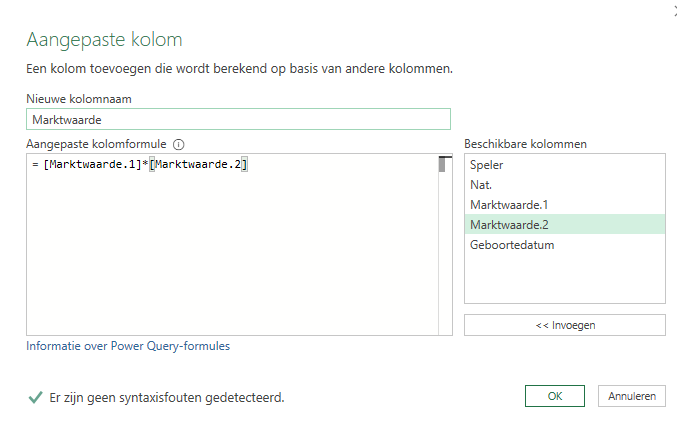 Aangepaste kolom
Een kolom toevoegen die wordt berekend op basis van andere kolommen.
Nieuwe kolomnaam
Marktwaarde
Aangepaste kolomformule
= [Marktwaarde.1]*[Marktwaarde.2]
Beschikbare kolommen
Speler
Nat.
Marktwaarde.1
Marktwaarde.2
Geboortedatum
<< Invoegen
Informatie over Power Query-formules
Er zijn geen syntaxisfouten gedetecteerd.
OK
Annuleren